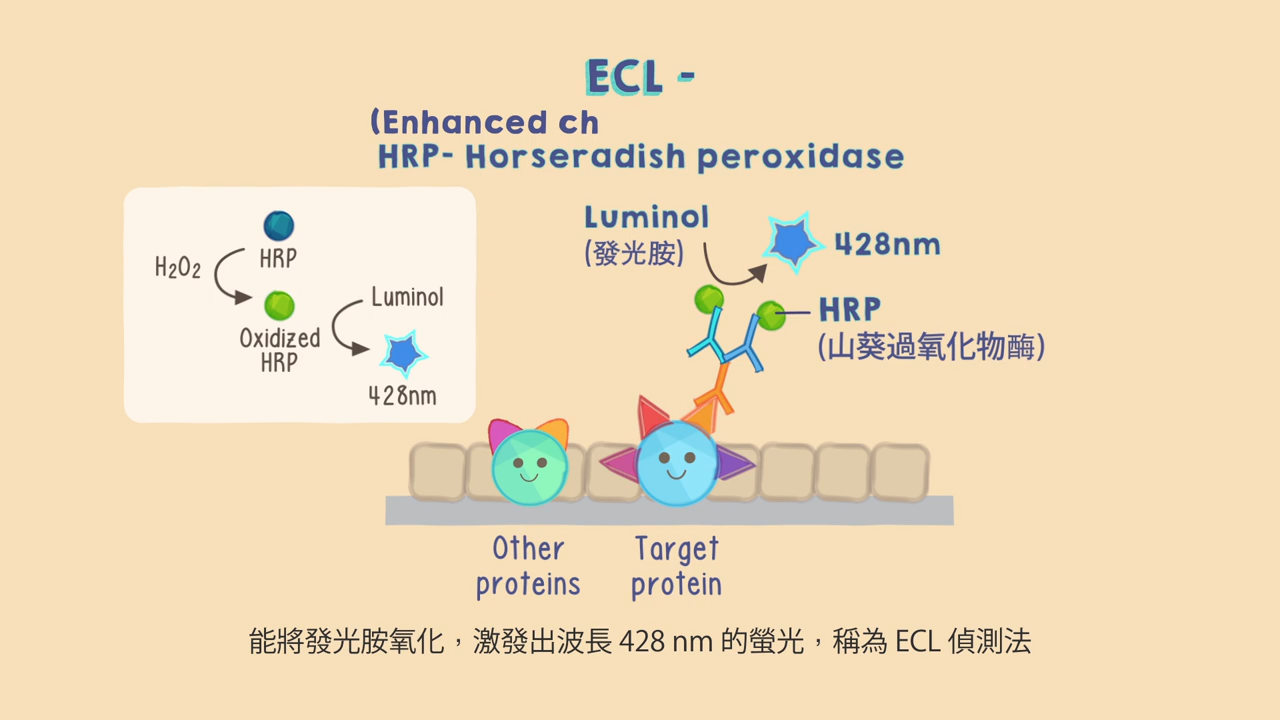 ECL -
(Enhanced ch
HRP- Horseradish peroxidase
HRP
H₂O₂
Luminol
Oxidized
HRP
428nm
Luminol
(發光胺)
428nm
HRP
(山葵過氧化物酶)
Other
proteins
Target
protein
能將發光胺氧化，激發出波長 428 nm 的螢光，稱為 ECL 偵測法